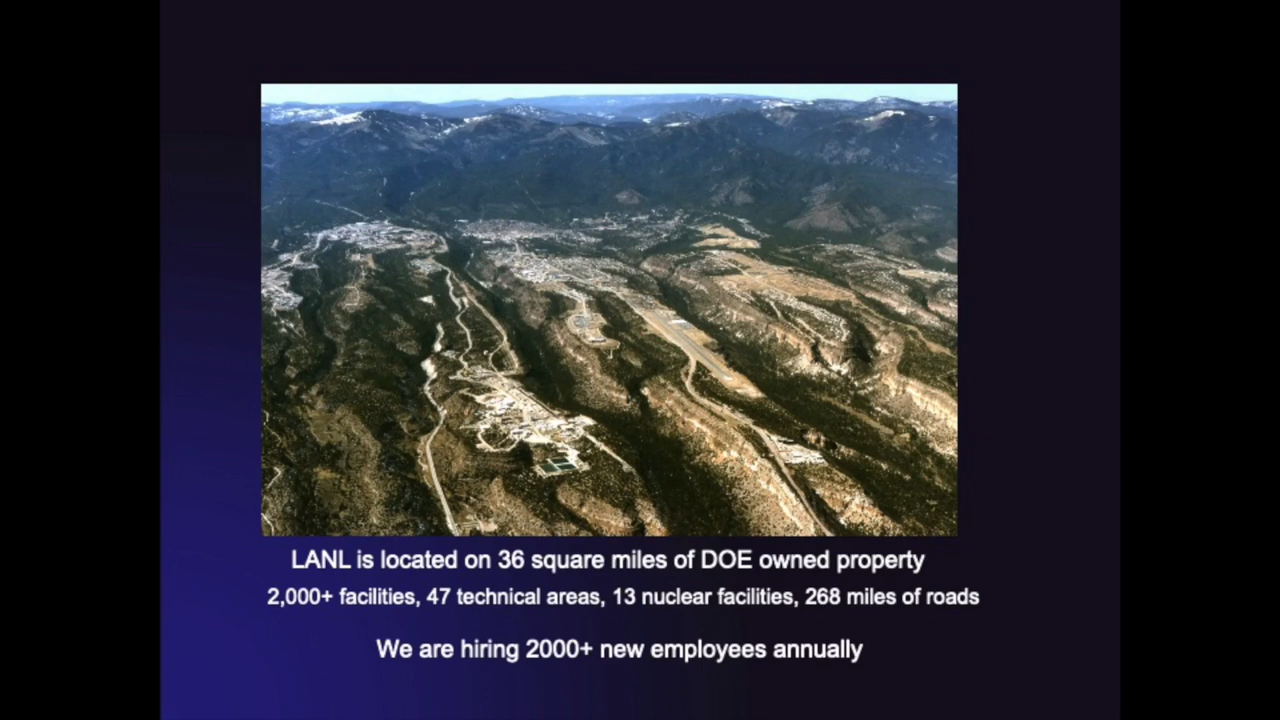 LANL is located on 36 square miles of DOE owned property
2,000+ facilities, 47 technical areas, 13 nuclear facilities, 268 miles of roads
We are hiring 2000+ new employees annually